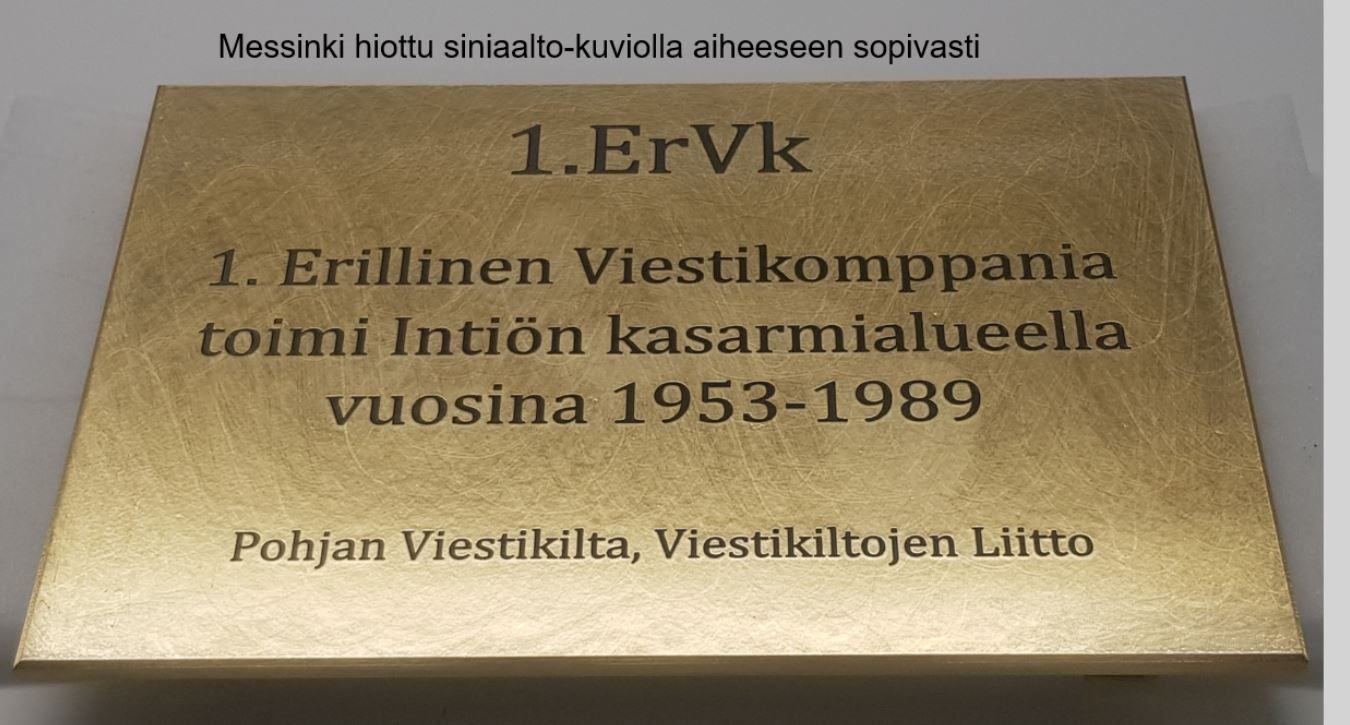 Messinki hiottu siniaalto-kuviolla aiheeseen sopivasti
1.ErVk
1. Erillinen Viestikomppania
toimi Intiön kasarmialueella
vuosina 1953-1989
Pohjan Viestikilta, Viestikiltojen Liitto